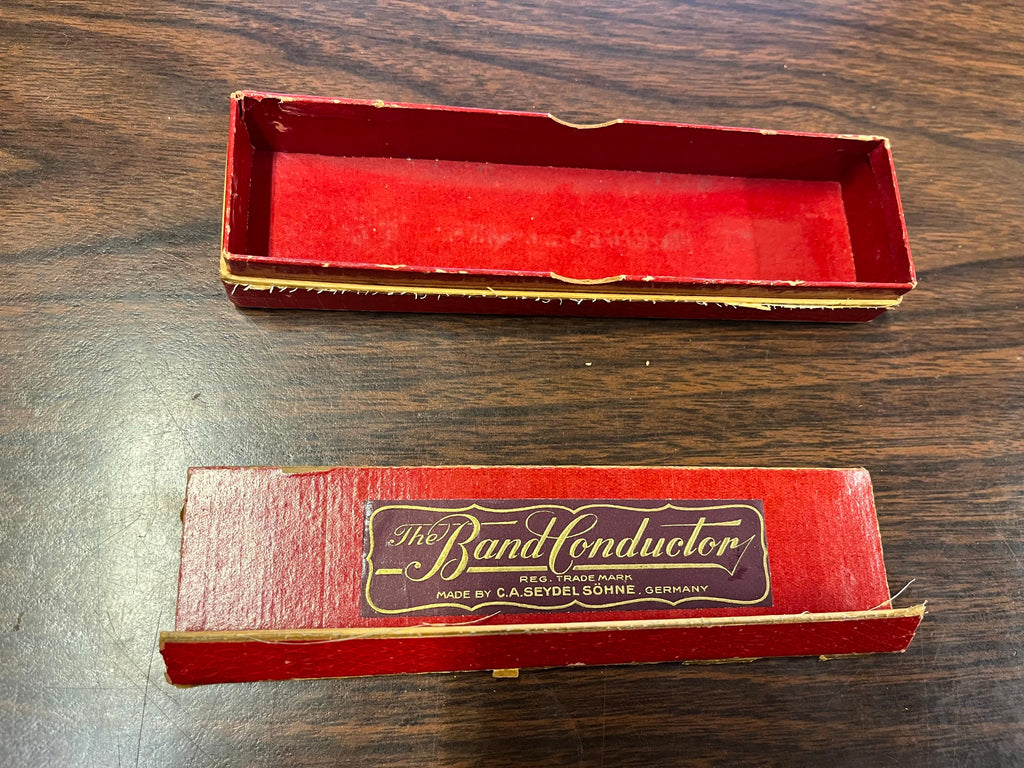 The Band Conductor
REG. TRADE MARK
MADE BY C.A.SEYDEL SÖHNE. GERMANY